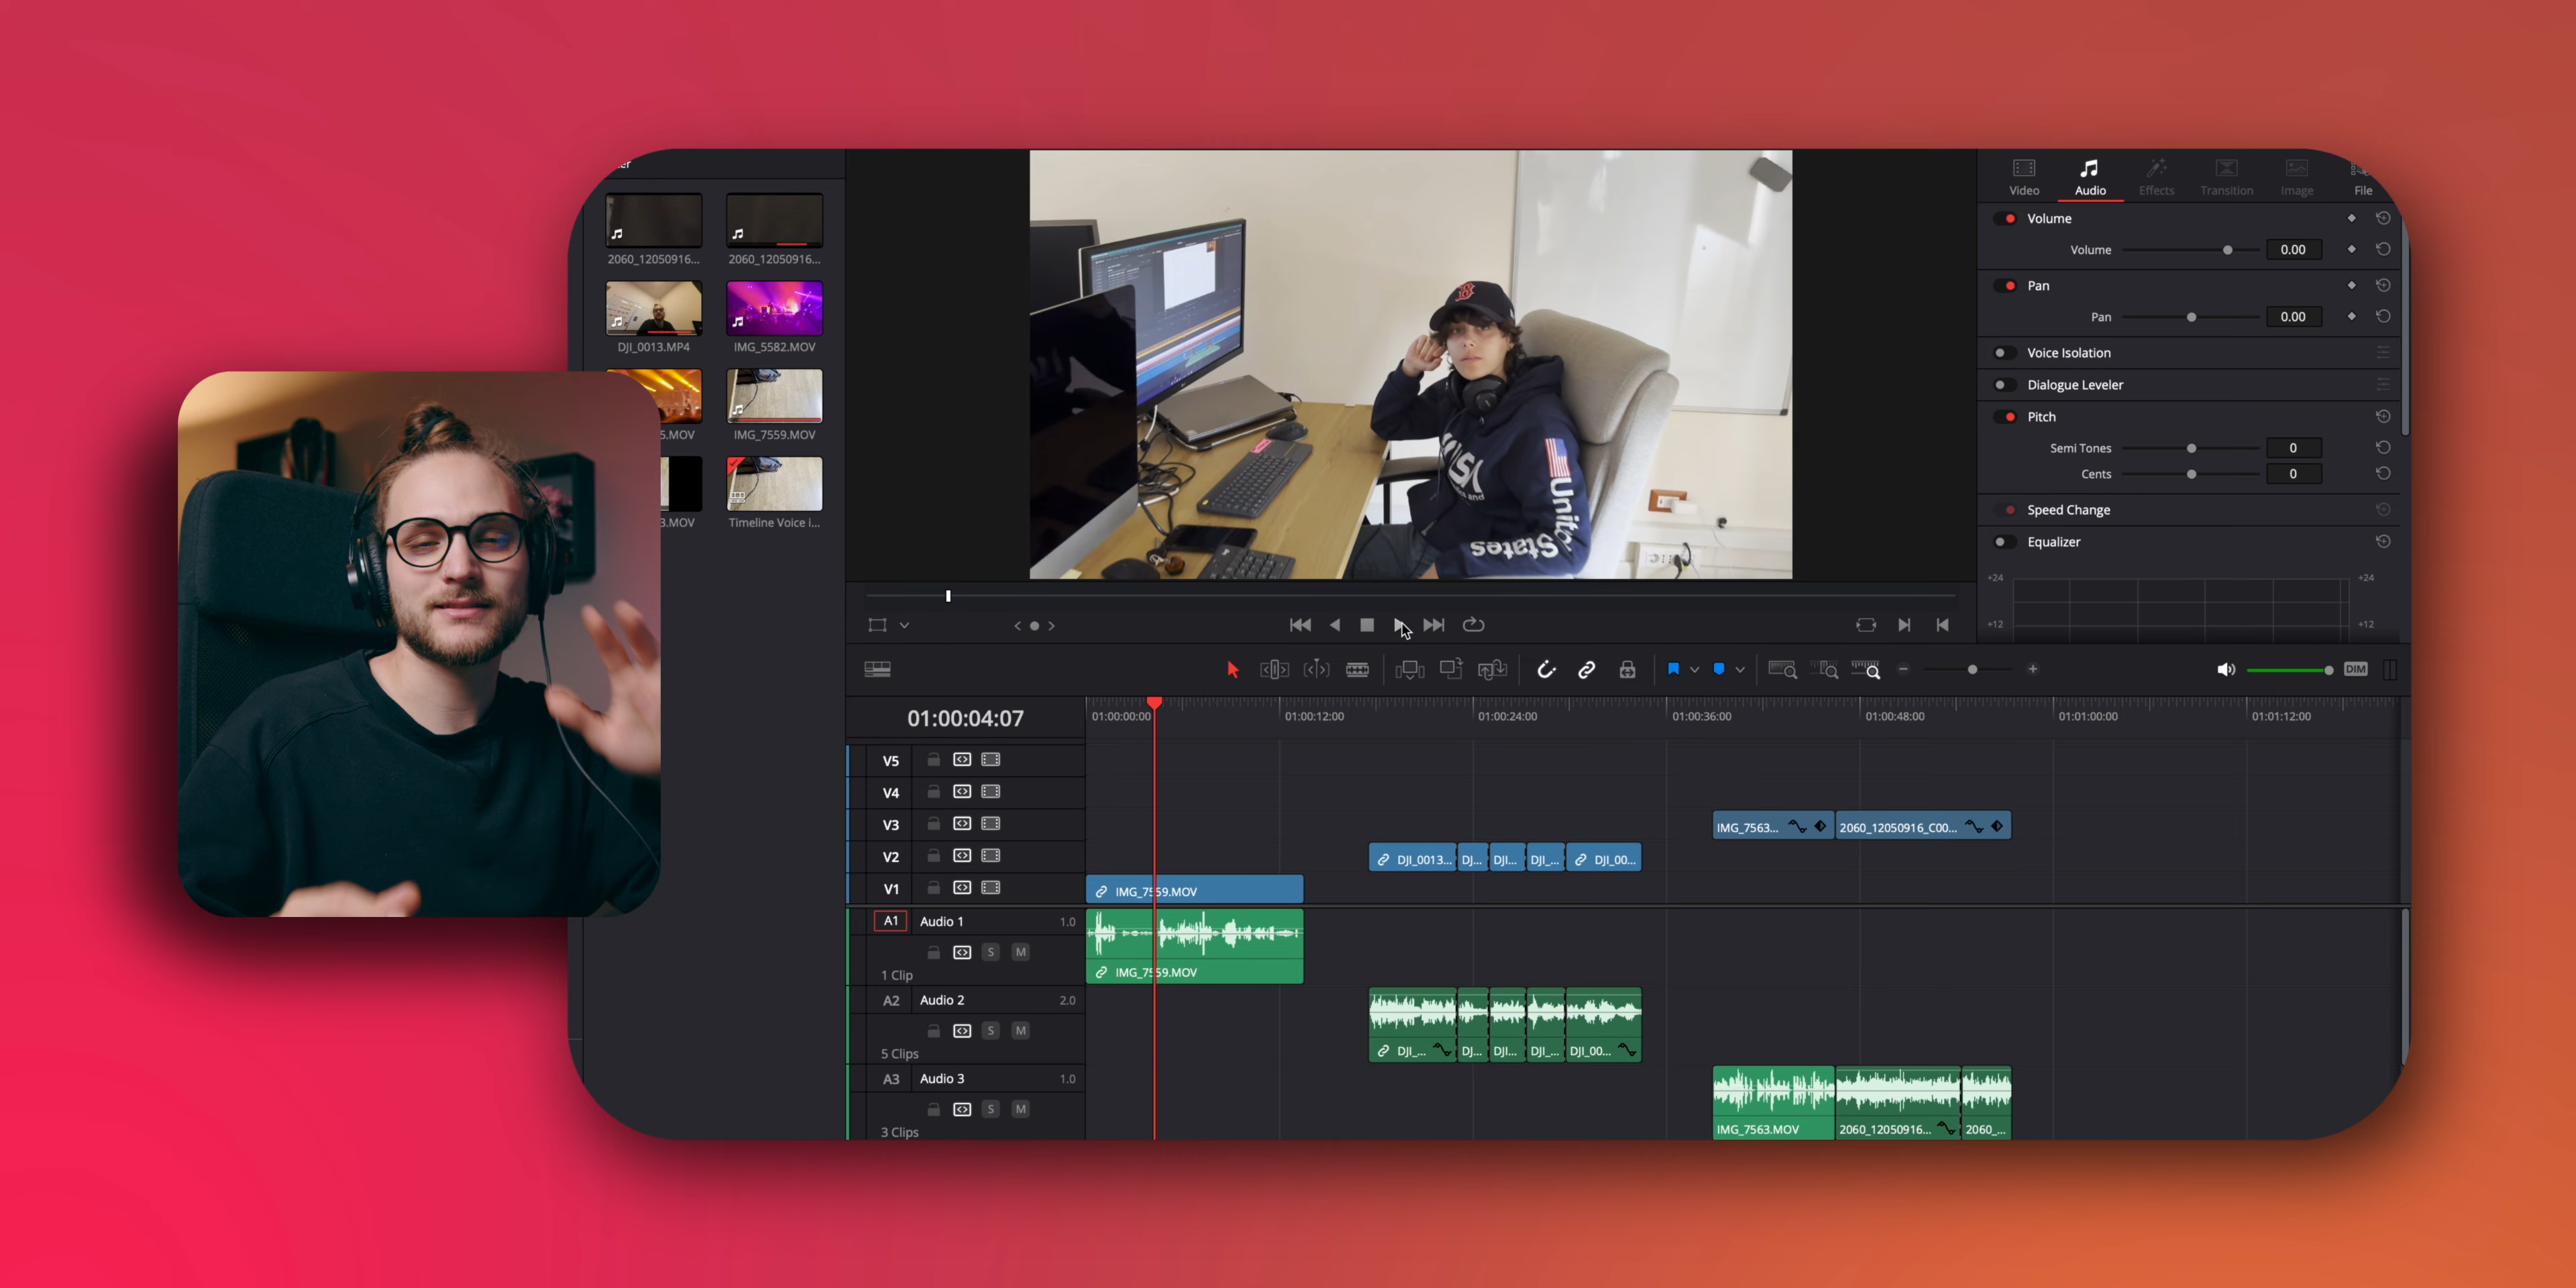 2060_12050916...
2060_12050916...
DJI_0013.MP4
IMG_5582.MOV
5.MOV
IMG_7559.MOV
3.MOV
Timeline Voice i...
B
United
States
Video
Audio
Effects
Transition
Image
File
Volume
Volume
0.00
Pan
Pan
0.00
Voice Isolation
Dialogue Leveler
Pitch
Semi Tones
0
Cents
0
Speed Change
Equalizer
+24
+24
+12
+12
DIM
01:00:04:07
01:00:00:00
01:00:12:00
01:00:24:00
01:00:36:00
01:00:48:00
01:01:00:00
01:01:12:00
V5
V4
V3
IMG_7563...
2060_12050916_C00...
V2
DJI_0013...
DJ...
DJI...
DJI_...
DJI_00...
V1
IMG_7559.MOV
A1
Audio 1
1.0
S
M
1 Clip
IMG_7559.MOV
A2
Audio 2
2.0
S
M
5 Clips
DJI_...
DJ...
DJI...
DJI_...
DJI_00...
A3
Audio 3
1.0
S
M
3 Clips
IMG_7563.MOV
2060_12050916...
2060_...